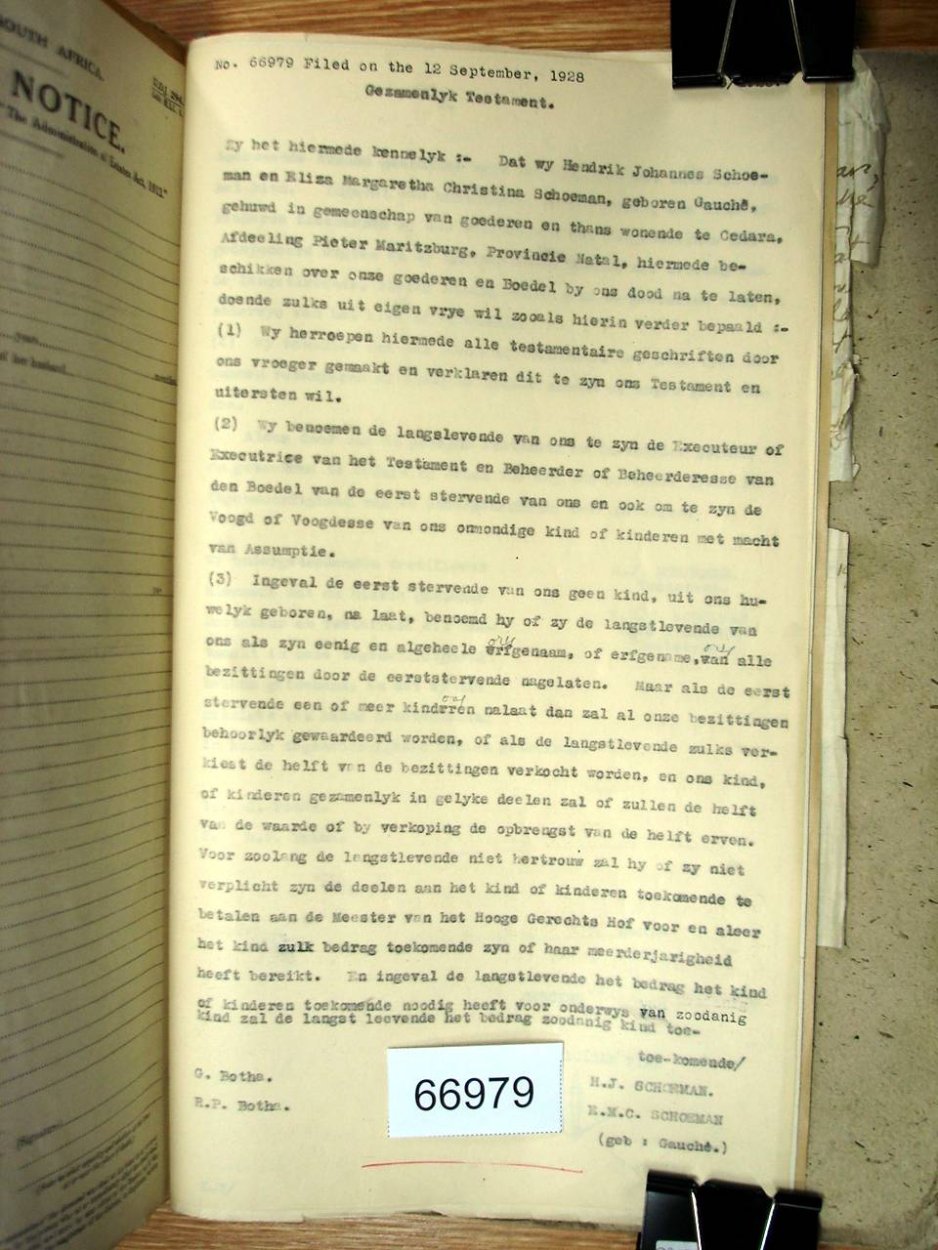 SOUTH AFRICA.
NOTICE.
"The Administration of Estates Act, 1913."
No. 66979 Filed on the 12 September, 1928
Gezamenlyk Testament.
Zy het hiermede kennelyk :- Dat wy Hendrik Johannes Schoe-
man en Eliza Margaretha Christina Schoeman, geboren Gauché,
gehuwd in gemeenschap van goederen en thans wonende te Cedara,
Afdeeling Pieter Maritzburg, Provincie Natal, hiermede be-
schikken over onze goederen en Boedel by ons dood na te laten,
doende zulks uit eigen vrye wil zooals hierin verder bepaald :-
(1) Wy herroepen hiermede alle testamentaire geschriften door
ons vroeger gemaakt en verklaren dit te zyn ons Testament en
uitersten wil.
(2) Wy benoemen de langslevende van ons te zyn de Executeur of
Executrice van het Testament en Beheerder of Beheerderesse van
den Boedel van de eerst stervende van ons en ook om te zyn de
Voogd of Voogdesse van ons onmondige kind of kinderen met macht
van Assumptie.
(3) Ingeval de eerst stervende van ons geen kind, uit ons hu-
welyk geboren, na laat, benoemd hy of zy de langstlevende van
ons als zyn eenig en algeheele erfgenaam, of erfgename, van alle
bezittingen door de eerststervende nagelaten. Maar als de eerst
stervende een of meer kindrren nalaat dan zal al onze bezittingen
behoorlyk gewaardeerd worden, of als de langstlevende zulks ver-
kiest de helft van de bezittingen verkocht worden, en ons kind,
of kinderen gezamenlyk in gelyke deelen zal of zullen de helft
van de waarde of by verkoping de opbrengst van de helft erven.
Voor zoolang de langstlevende niet hertrouw zal hy of zy niet
verplicht zyn de deelen aan het kind of kinderen toekomende te
betalen aan de Meester van het Hooge Gerechts Hof voor en aleer
het kind zulk bedrag toekomende zyn of haar meerderjarigheid
heeft bereikt. En ingeval de langstlevende het bedrag het kind
of kinderen toekomende noodig heeft voor onderwys van zoodanig
kind zal de langst leevende het bedrag zoodanig kind toe-
toe-komende/
G. Botha.
H.J. SCHOEMAN.
R.P. Botha.
E.M.C. SCHOEMAN
(geb : Gauché.)
66979